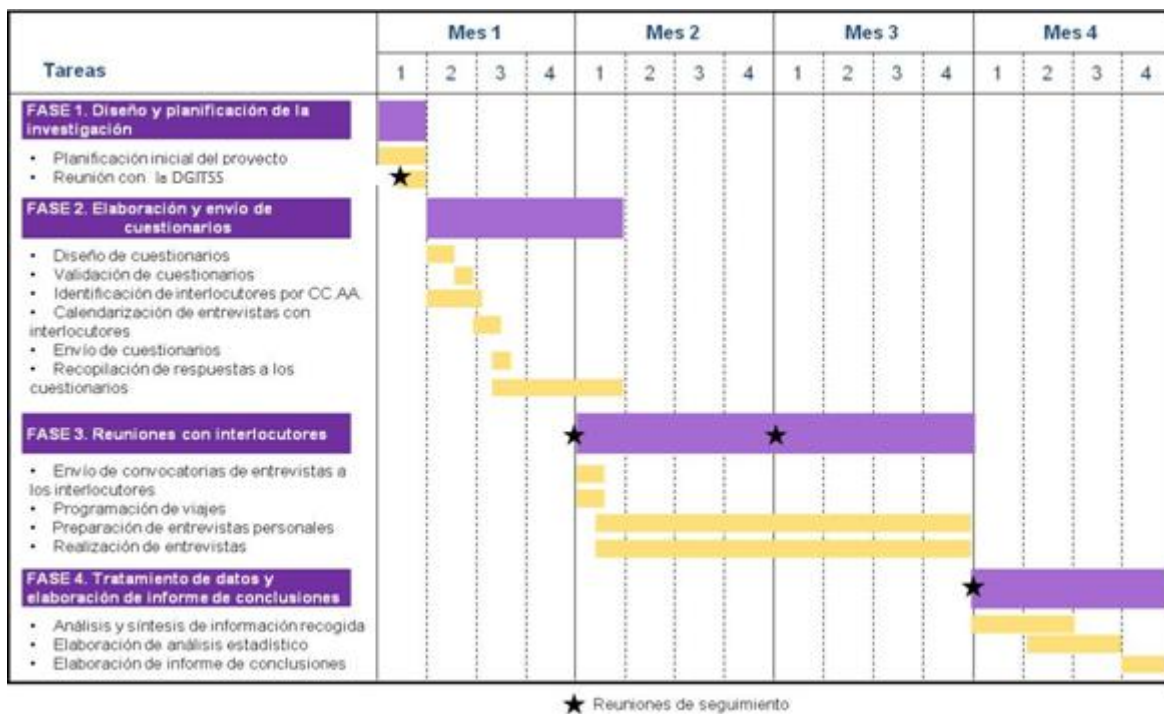 Mes 1 Mes 2 Mes 3 Mes 4
Tareas 1 2 3 4 1 2 3 4 1 2 3 4 1 2 3 4
FASE 1. Diseño y planificación de la
investigación
• Planificación inicial del proyecto
• Reunión con la DGITSS
FASE 2. Elaboración y envío de
cuestionarios
• Diseño de cuestionarios
• Validación de cuestionarios
• Identificación de interlocutores por CC.AA.
• Calendarización de entrevistas con
interlocutores
• Envío de cuestionarios
• Recopilación de respuestas a los
cuestionarios
FASE 3. Reuniones con interlocutores
• Envío de convocatorias de entrevistas a
los interlocutores
• Programación de viajes
• Preparación de entrevistas personales
• Realización de entrevistas
FASE 4. Tratamiento de datos y
elaboración de informe de conclusiones
• Análisis y síntesis de información recogida
• Elaboración de análisis estadístico
• Elaboración de informe de conclusiones
★ Reuniones de seguimiento